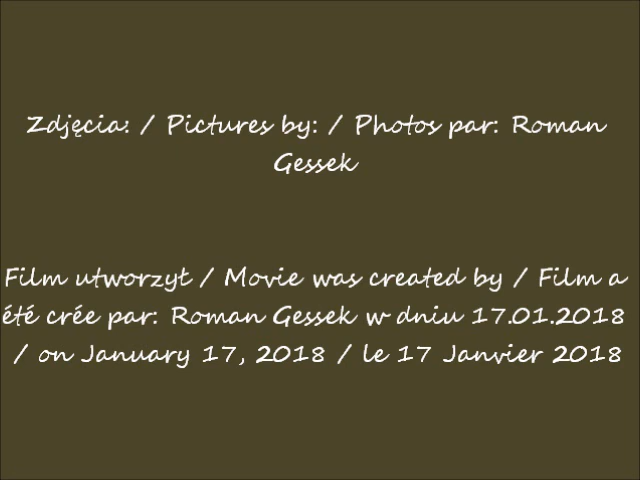 Zdjęcia: / Pictures by: / Photos par: Roman
Gessek
Film utworzył / Movie was created by / Film a
été crée par: Roman Gessek w dniu 17.01.2018
/ on January 17, 2018 / le 17 Janvier 2018